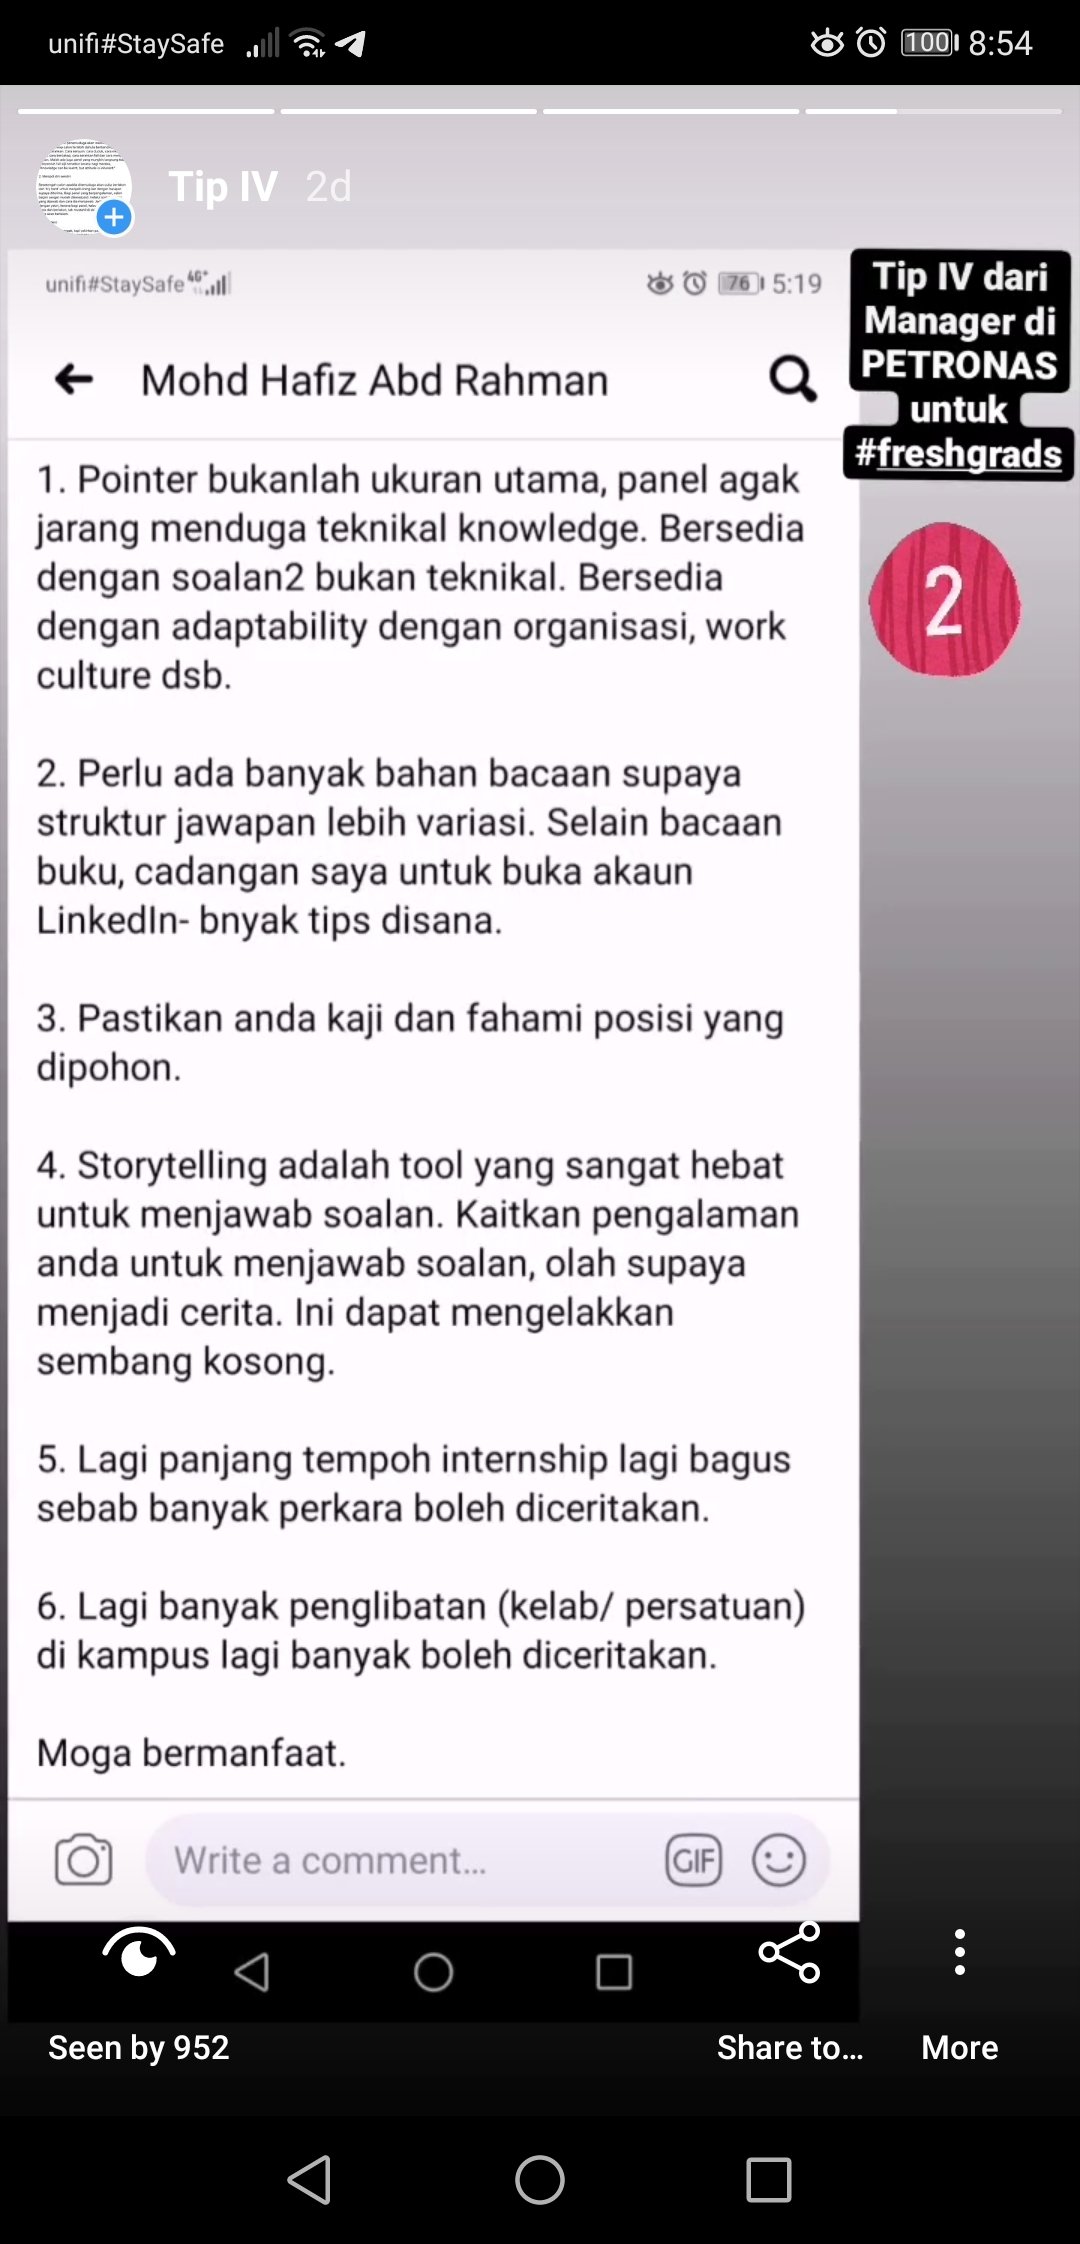 unifi#StaySafe 100 8:54
Tip IV 2d
unifi#StaySafe 4G+ 76 5:19
Mohd Hafiz Abd Rahman
Tip IV dari
Manager di
PETRONAS
untuk
#freshgrads
2
1. Pointer bukanlah ukuran utama, panel agak
jarang menduga teknikal knowledge. Bersedia
dengan soalan2 bukan teknikal. Bersedia
dengan adaptability dengan organisasi, work
culture dsb.
2. Perlu ada banyak bahan bacaan supaya
struktur jawapan lebih variasi. Selain bacaan
buku, cadangan saya untuk buka akaun
LinkedIn- bnyak tips disana.
3. Pastikan anda kaji dan fahami posisi yang
dipohon.
4. Storytelling adalah tool yang sangat hebat
untuk menjawab soalan. Kaitkan pengalaman
anda untuk menjawab soalan, olah supaya
menjadi cerita. Ini dapat mengelakkan
sembang kosong.
5. Lagi panjang tempoh internship lagi bagus
sebab banyak perkara boleh diceritakan.
6. Lagi banyak penglibatan (kelab/ persatuan)
di kampus lagi banyak boleh diceritakan.
Moga bermanfaat.
Write a comment...
GIF
Seen by 952
Share to...
More